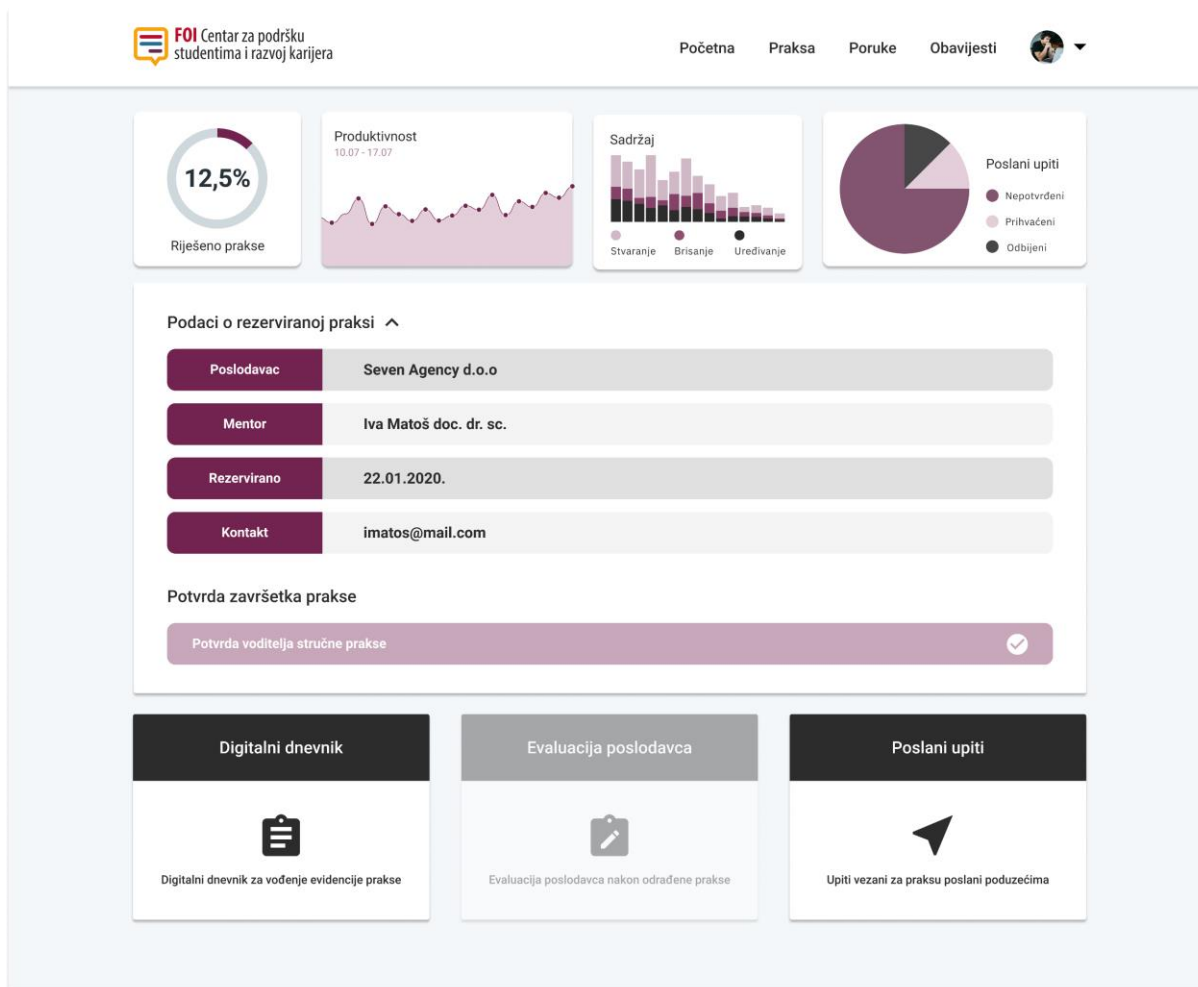 FOI Centar za podršku
studentima i razvoj karijera
Početna Praksa Poruke Obavijesti
12,5%
Riješeno prakse
Produktivnost
10.07 - 17.07
Sadržaj
Stvaranje Brisanje Uređivanje
Poslani upiti
Nepotvrđeni
Prihvaćeni
Odbijeni
Podaci o rezerviranoj praksi
Poslodavac Seven Agency d.o.o
Mentor Iva Matoš doc. dr. sc.
Rezervirano 22.01.2020.
Kontakt imatos@mail.com
Potvrda završetka prakse
Potvrda voditelja stručne prakse
Digitalni dnevnik
Digitalni dnevnik za vođenje evidencije prakse
Evaluacija poslodavca
Evaluacija poslodavca nakon odrađene prakse
Poslani upiti
Upiti vezani za praksu poslani poduzećima